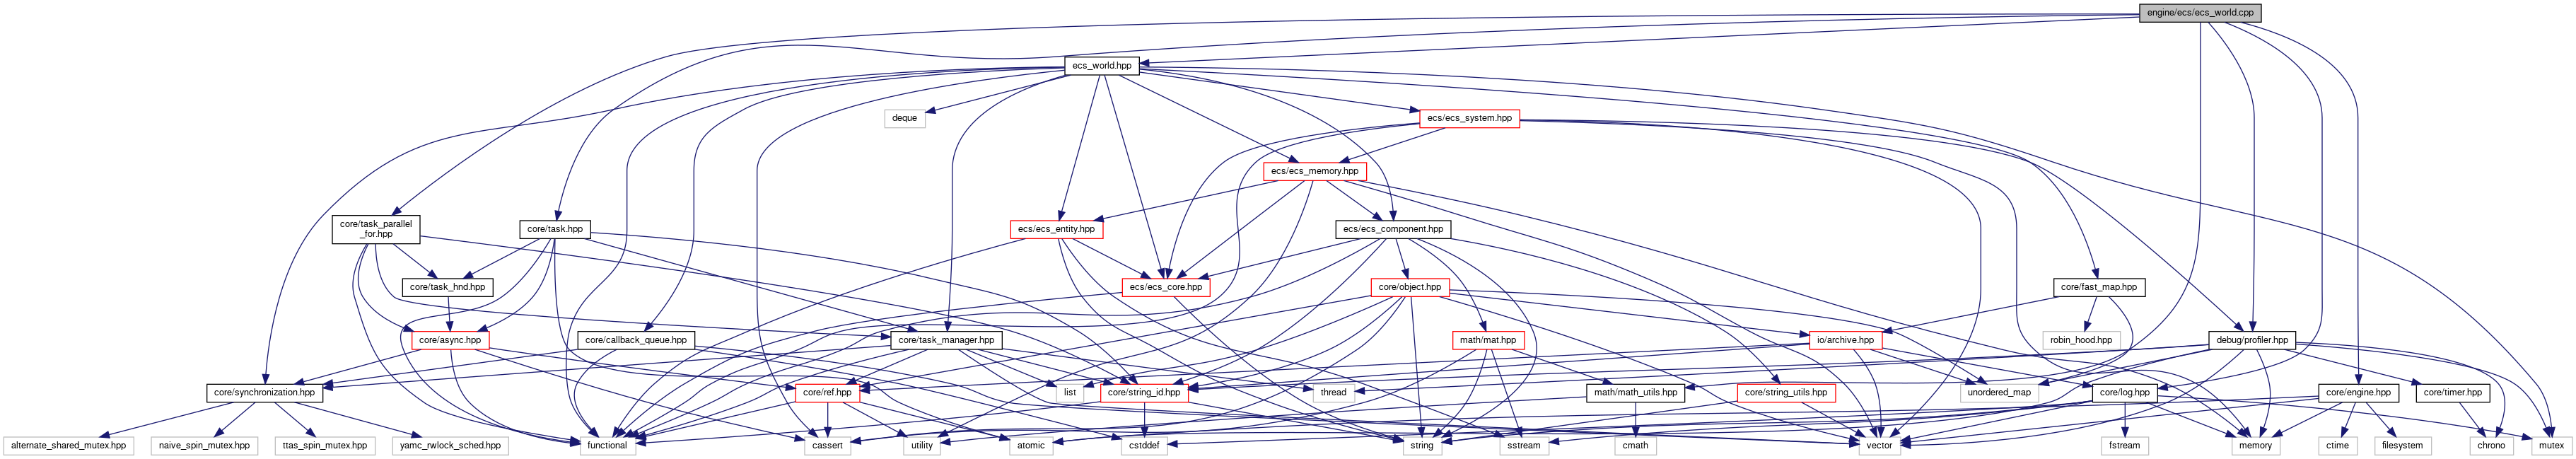 engine/ecs/ecs_world.cpp
ecs_world.hpp
deque
ecs/ecs_system.hpp
ecs/ecs_memory.hpp
core/task_parallel
_for.hpp
core/task.hpp
ecs/ecs_entity.hpp
ecs/ecs_component.hpp
core/task_hnd.hpp
ecs/ecs_core.hpp
core/object.hpp
core/fast_map.hpp
core/async.hpp
core/callback_queue.hpp
core/task_manager.hpp
math/mat.hpp
io/archive.hpp
robin_hood.hpp
debug/profiler.hpp
core/synchronization.hpp
core/ref.hpp
list
core/string_id.hpp
thread
math/math_utils.hpp
core/string_utils.hpp
unordered_map
core/log.hpp
core/engine.hpp
core/timer.hpp
alternate_shared_mutex.hpp
naive_spin_mutex.hpp
ttas_spin_mutex.hpp
yamc_rwlock_sched.hpp
functional
cassert
utility
atomic
cstddef
string
sstream
cmath
vector
fstream
memory
ctime
filesystem
chrono
mutex